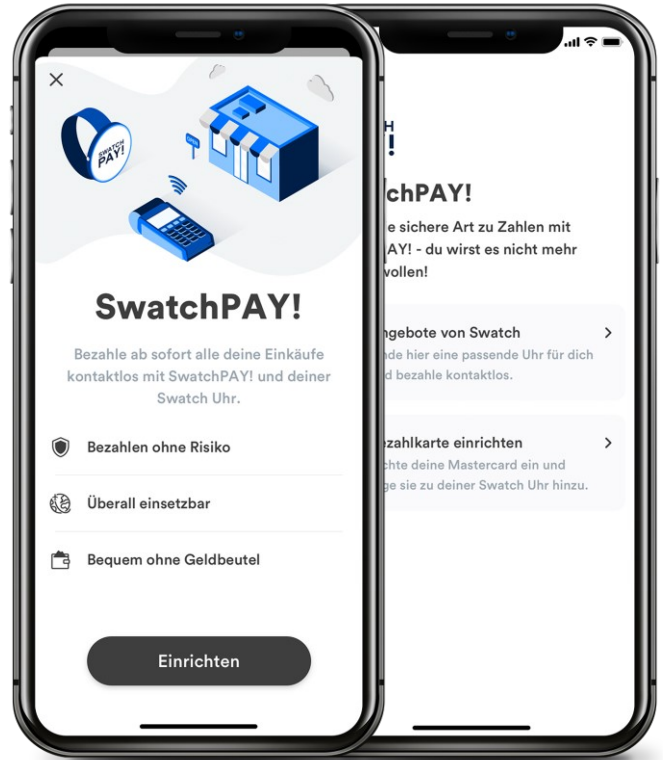 SWATCH
PAY!
OPEN
SwatchPAY!
Bezahle ab sofort alle deine Einkäufe
kontaktlos mit SwatchPAY! und deiner
Swatch Uhr.
Bezahlen ohne Risiko
Überall einsetzbar
Bequem ohne Geldbeutel
Einrichten
H
!
chPAY!
e sichere Art zu Zahlen mit
AY! - du wirst es nicht mehr
wollen!
ngebote von Swatch
nde hier eine passende Uhr für dich
d bezahle kontaktlos.
ezahlkarte einrichten
chte deine Mastercard ein und
ge sie zu deiner Swatch Uhr hinzu.